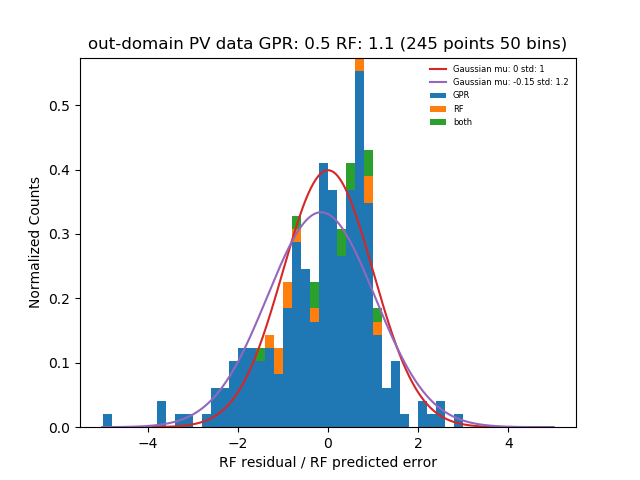 out-domain PV data GPR: 0.5 RF: 1.1 (245 points 50 bins)
Gaussian mu: 0 std: 1
Gaussian mu: -0.15 std: 1.2
GPR
RF
both
Normalized Counts
0.5
0.4
0.3
0.2
0.1
0.0
−4 −2 0 2 4
RF residual / RF predicted error